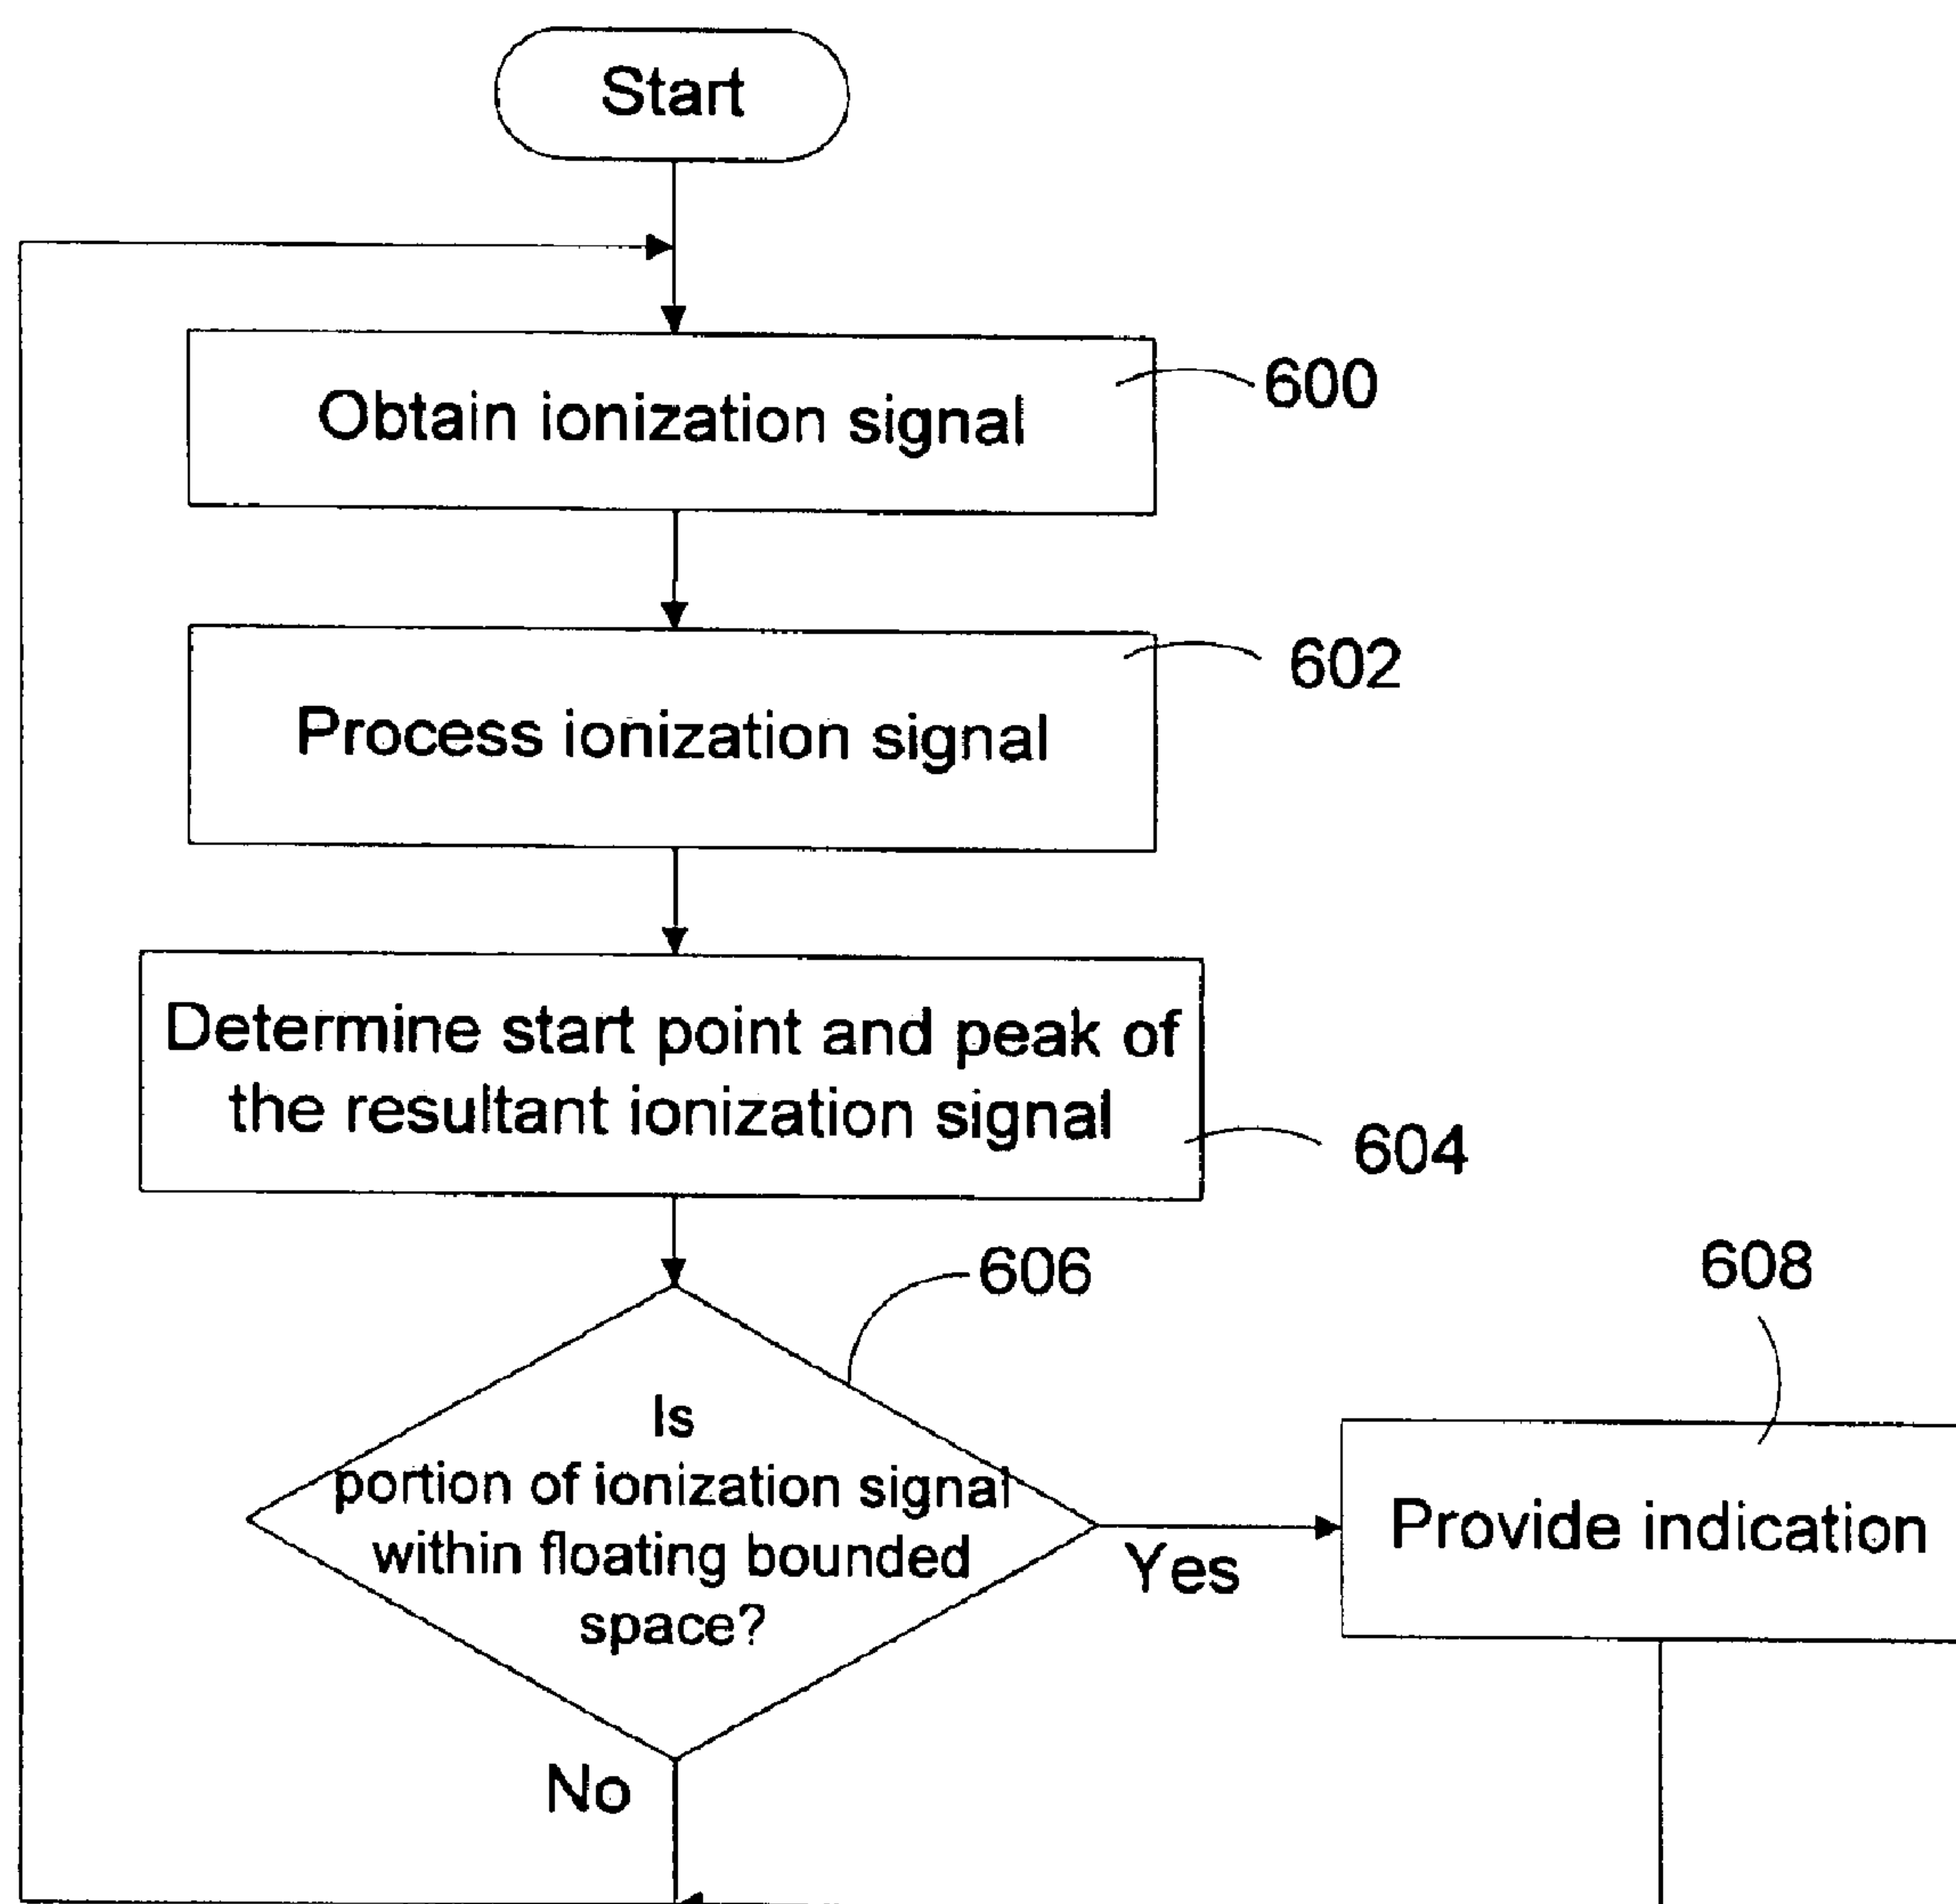 Start
Obtain ionization signal
600
Process ionization signal
602
Determine start point and peak of
the resultant ionization signal
604
606
608
Is
portion of ionization signal
within floating bounded
space?
Yes
Provide indication
No